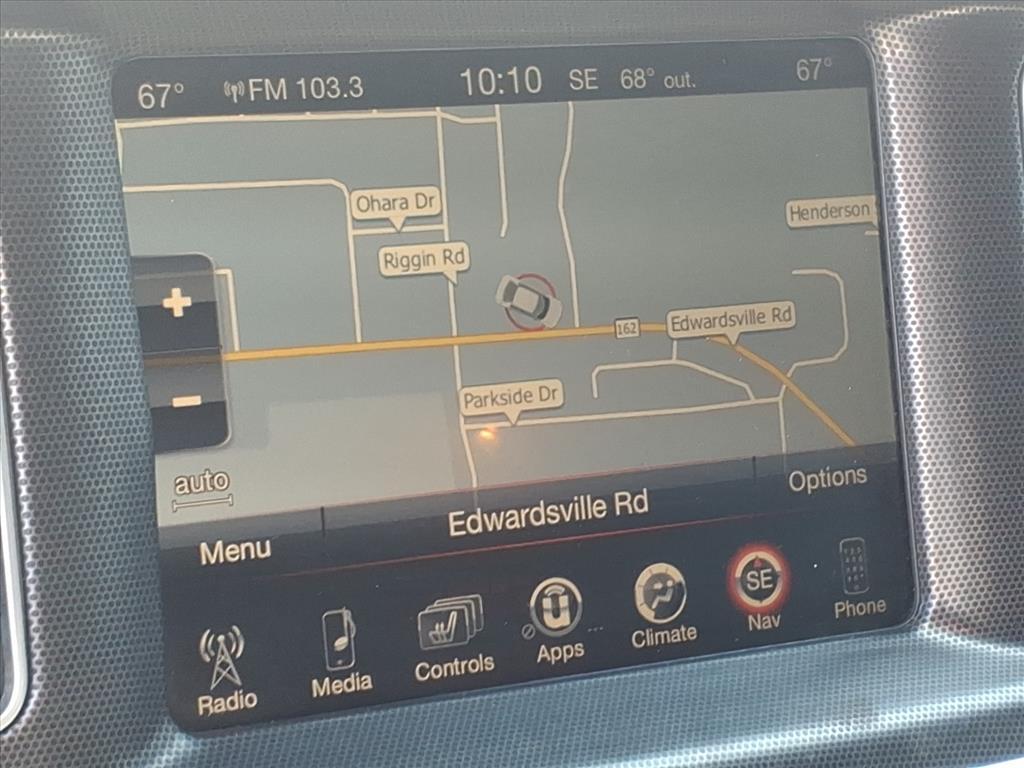 67° FM 103.3 10:10 SE 68° out. 67°
Ohara Dr
Henderson
Riggin Rd
+
162 Edwardsville Rd
-
Parkside Dr
auto
Menu Edwardsville Rd Options
SE
Radio Media Controls Apps Climate Nav Phone